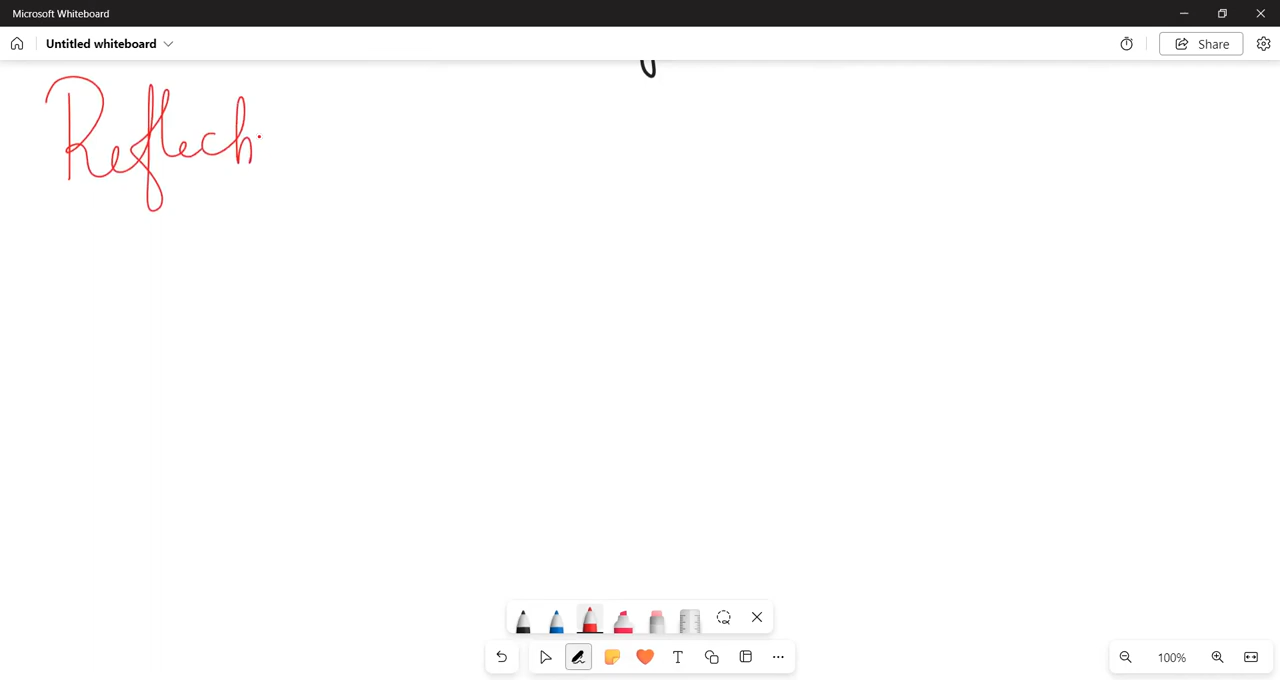 Microsoft Whiteboard
Untitled whiteboard
Share
Reflecti
T
100%